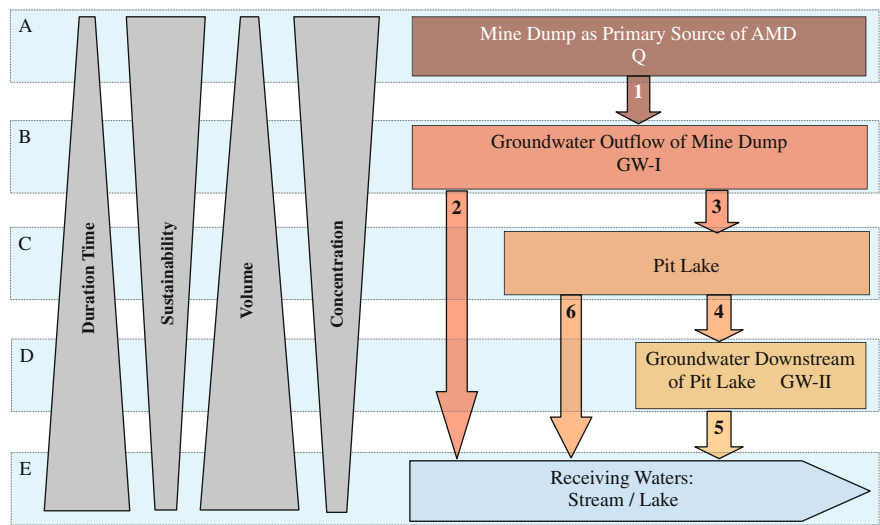 A
Mine Dump as Primary Source of AMD
Q
1
B
Groundwater Outflow of Mine Dump
GW-I
2
3
C
Pit Lake
6
4
D
Groundwater Downstream
of Pit Lake GW-II
5
E
Receiving Waters:
Stream / Lake
Duration Time
Sustainability
Volume
Concentration